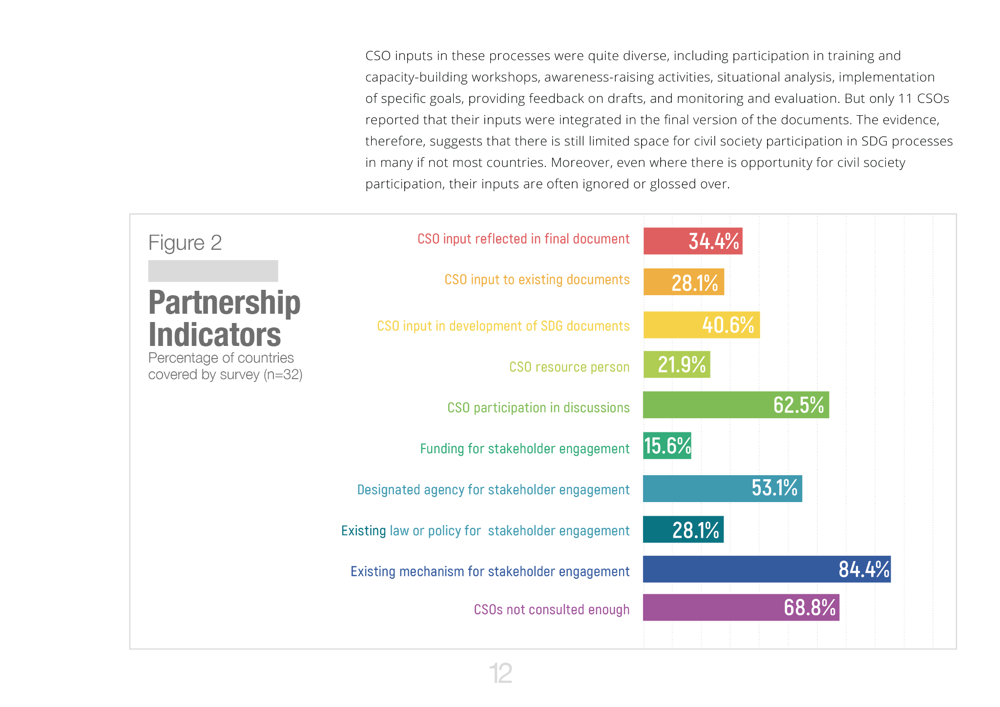 CSO inputs in these processes were quite diverse, including participation in training and
capacity-building workshops, awareness-raising activities, situational analysis, implementation
of specific goals, providing feedback on drafts, and monitoring and evaluation. But only 11 CSOs
reported that their inputs were integrated in the final version of the documents. The evidence,
therefore, suggests that there is still limited space for civil society participation in SDG processes
in many if not most countries. Moreover, even where there is opportunity for civil society
participation, their inputs are often ignored or glossed over.
Figure 2
Partnership
Indicators
Percentage of countries
covered by survey (n=32)
CSO input reflected in final document 34.4%
CSO input to existing documents 28.1%
CSO input in development of SDG documents 40.6%
CSO resource person 21.9%
CSO participation in discussions 62.5%
Funding for stakeholder engagement 15.6%
Designated agency for stakeholder engagement 53.1%
Existing law or policy for stakeholder engagement 28.1%
Existing mechanism for stakeholder engagement 84.4%
CSOs not consulted enough 68.8%
12